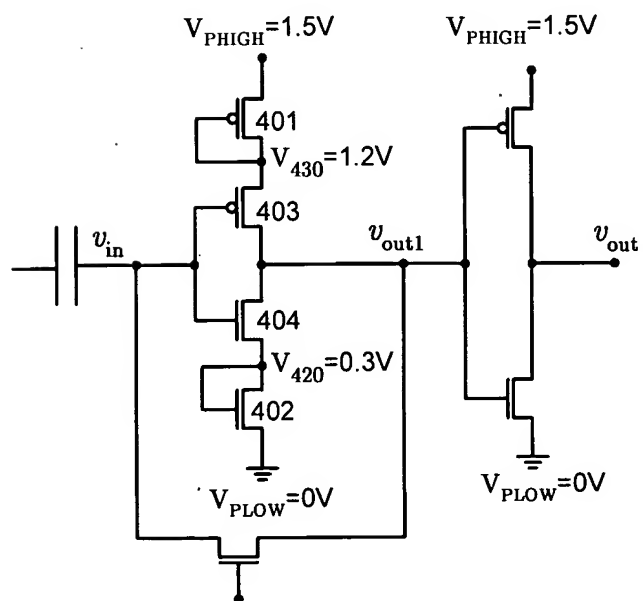 V_PHIGH=1.5V
V_PHIGH=1.5V
401
V_430=1.2V
403
v_in
v_out1
v_out
404
V_420=0.3V
402
V_PLOW=0V
V_PLOW=0V